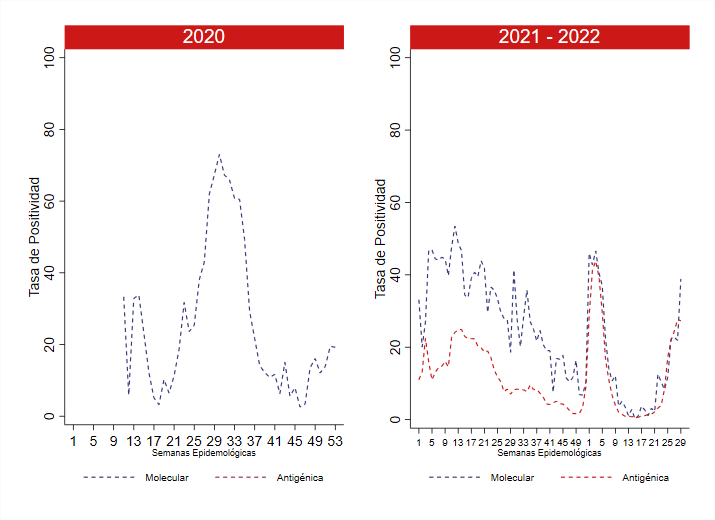 2020
Tasa de Positividad
100
80
60
40
20
0
1 5 9 13 17 21 25 29 33 37 41 45 49 53
Semanas Epidemológicas
Molecular Antigénica
2021 - 2022
Tasa de Positividad
100
80
60
40
20
0
1 5 9 13 17 21 25 29 33 37 41 45 49 1 5 9 13 17 21 25 29
Semanas Epidemológicas
Molecular Antigénica